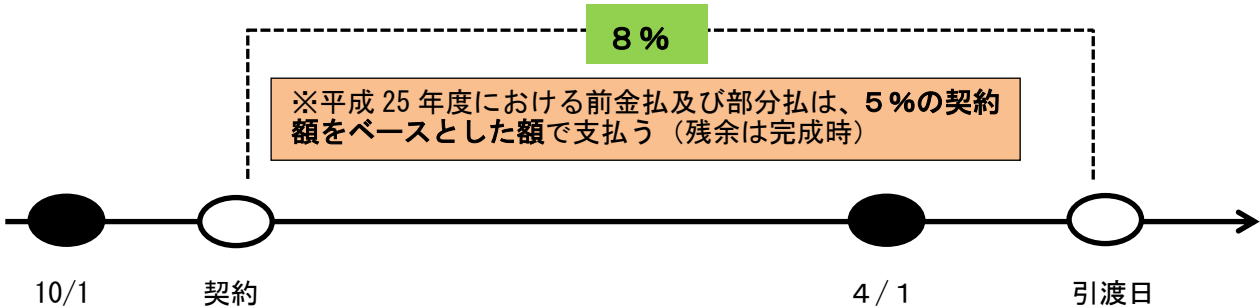 ８％
※平成 25 年度における前金払及び部分払は、５%の契約
額をベースとした額で支払う（残余は完成時）
10/1 契約 ４/１ 引渡日